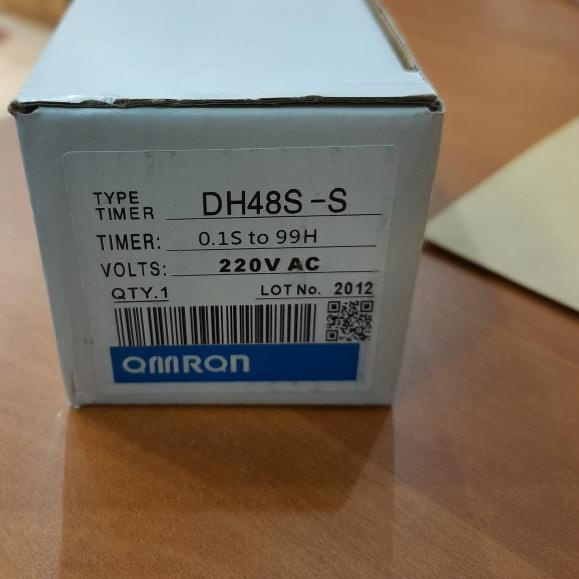 TYPE TIMER DH48S-S
TIMER: 0.1S to 99H
VOLTS: 220V AC
QTY.1 LOT No. 2012
OMRON